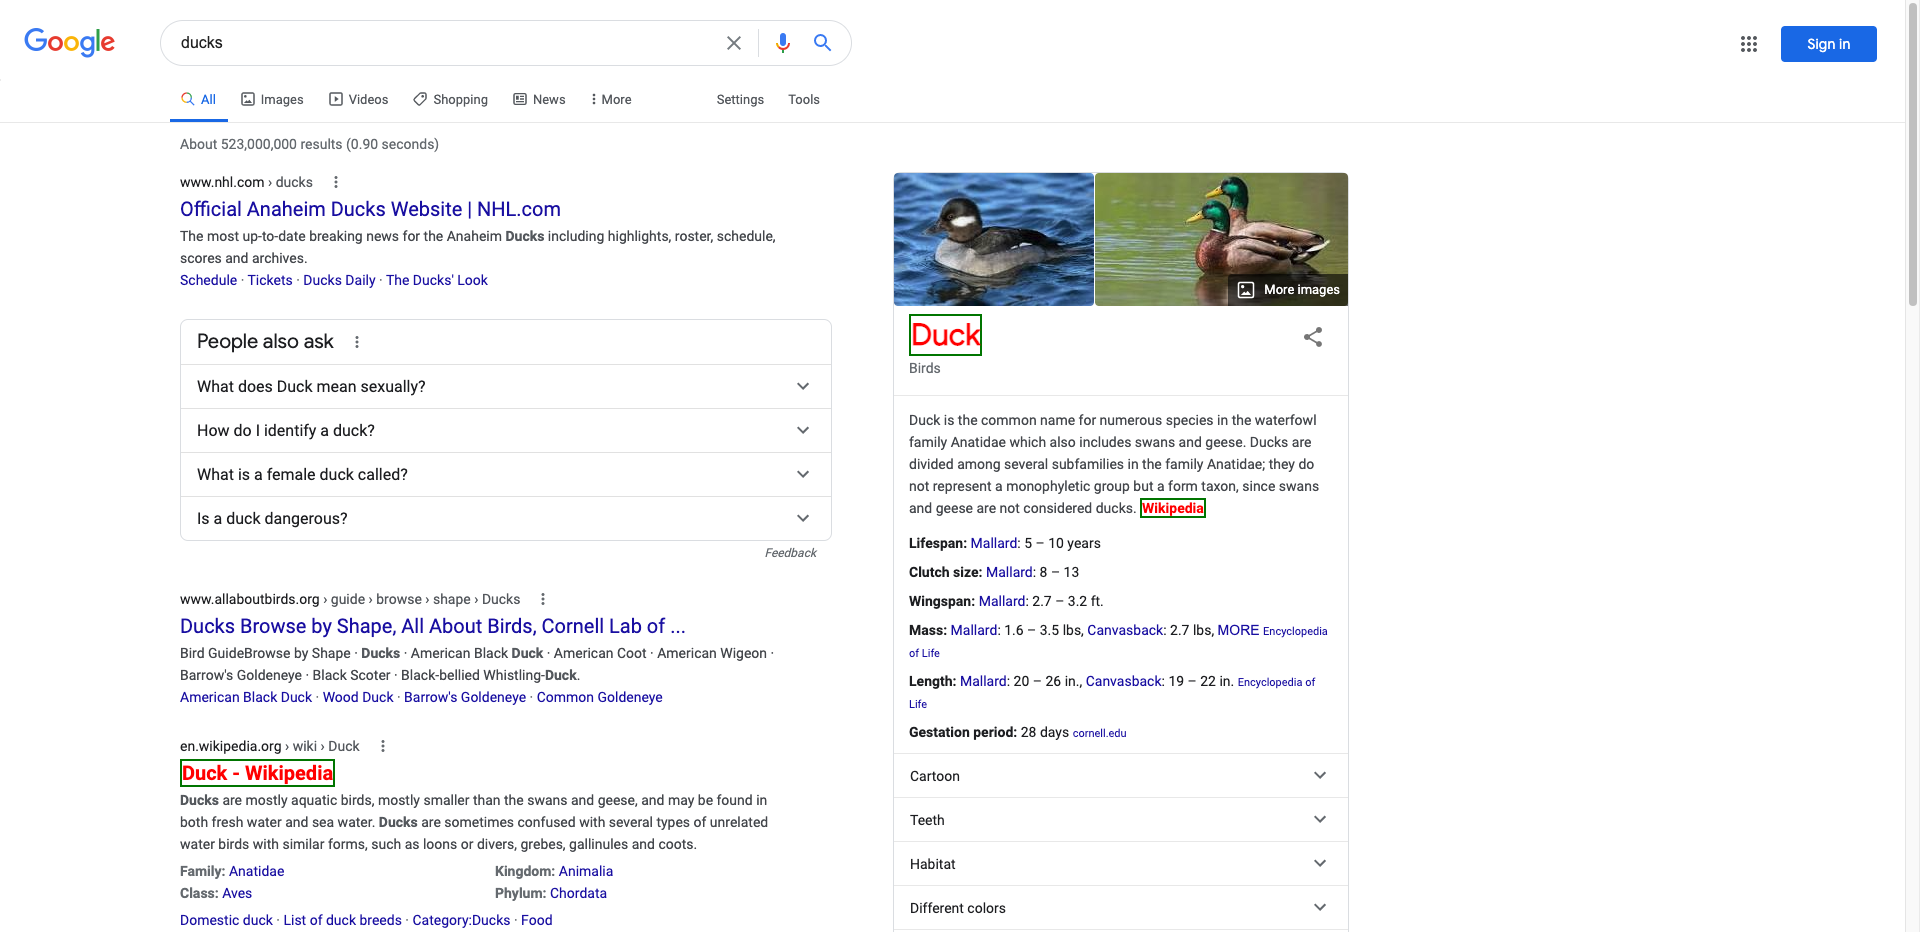 Google
ducks
Sign in
All
Images
Videos
Shopping
News
More
Settings
Tools
About 523,000,000 results (0.90 seconds)
www.nhl.com › ducks
Official Anaheim Ducks Website | NHL.com
The most up-to-date breaking news for the Anaheim Ducks including highlights, roster, schedule,
scores and archives.
Schedule · Tickets · Ducks Daily · The Ducks' Look
People also ask
What does Duck mean sexually?
How do I identify a duck?
What is a female duck called?
Is a duck dangerous?
Feedback
www.allaboutbirds.org › guide › browse › shape › Ducks
Ducks Browse by Shape, All About Birds, Cornell Lab of ...
Bird GuideBrowse by Shape · Ducks · American Black Duck · American Coot · American Wigeon ·
Barrow's Goldeneye · Black Scoter · Black-bellied Whistling-Duck.
American Black Duck · Wood Duck · Barrow's Goldeneye · Common Goldeneye
en.wikipedia.org › wiki › Duck
Duck - Wikipedia
Ducks are mostly aquatic birds, mostly smaller than the swans and geese, and may be found in
both fresh water and sea water. Ducks are sometimes confused with several types of unrelated
water birds with similar forms, such as loons or divers, grebes, gallinules and coots.
Family: Anatidae Kingdom: Animalia
Class: Aves Phylum: Chordata
Domestic duck · List of duck breeds · Category:Ducks · Food
More images
Duck
Birds
Duck is the common name for numerous species in the waterfowl
family Anatidae which also includes swans and geese. Ducks are
divided among several subfamilies in the family Anatidae; they do
not represent a monophyletic group but a form taxon, since swans
and geese are not considered ducks. Wikipedia
Lifespan: Mallard: 5 – 10 years
Clutch size: Mallard: 8 – 13
Wingspan: Mallard: 2.7 – 3.2 ft.
Mass: Mallard: 1.6 – 3.5 lbs, Canvasback: 2.7 lbs, MORE Encyclopedia
of Life
Length: Mallard: 20 – 26 in., Canvasback: 19 – 22 in. Encyclopedia of
Life
Gestation period: 28 days cornell.edu
Cartoon
Teeth
Habitat
Different colors